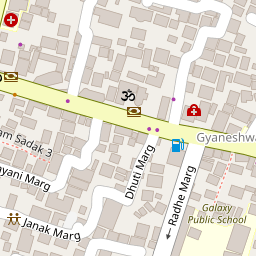 ॐ
Gyaneshwa
am Sadak 3
yani Marg
Dhuti Marg
Radhe Marg
Galaxy
Public School
Janak Marg